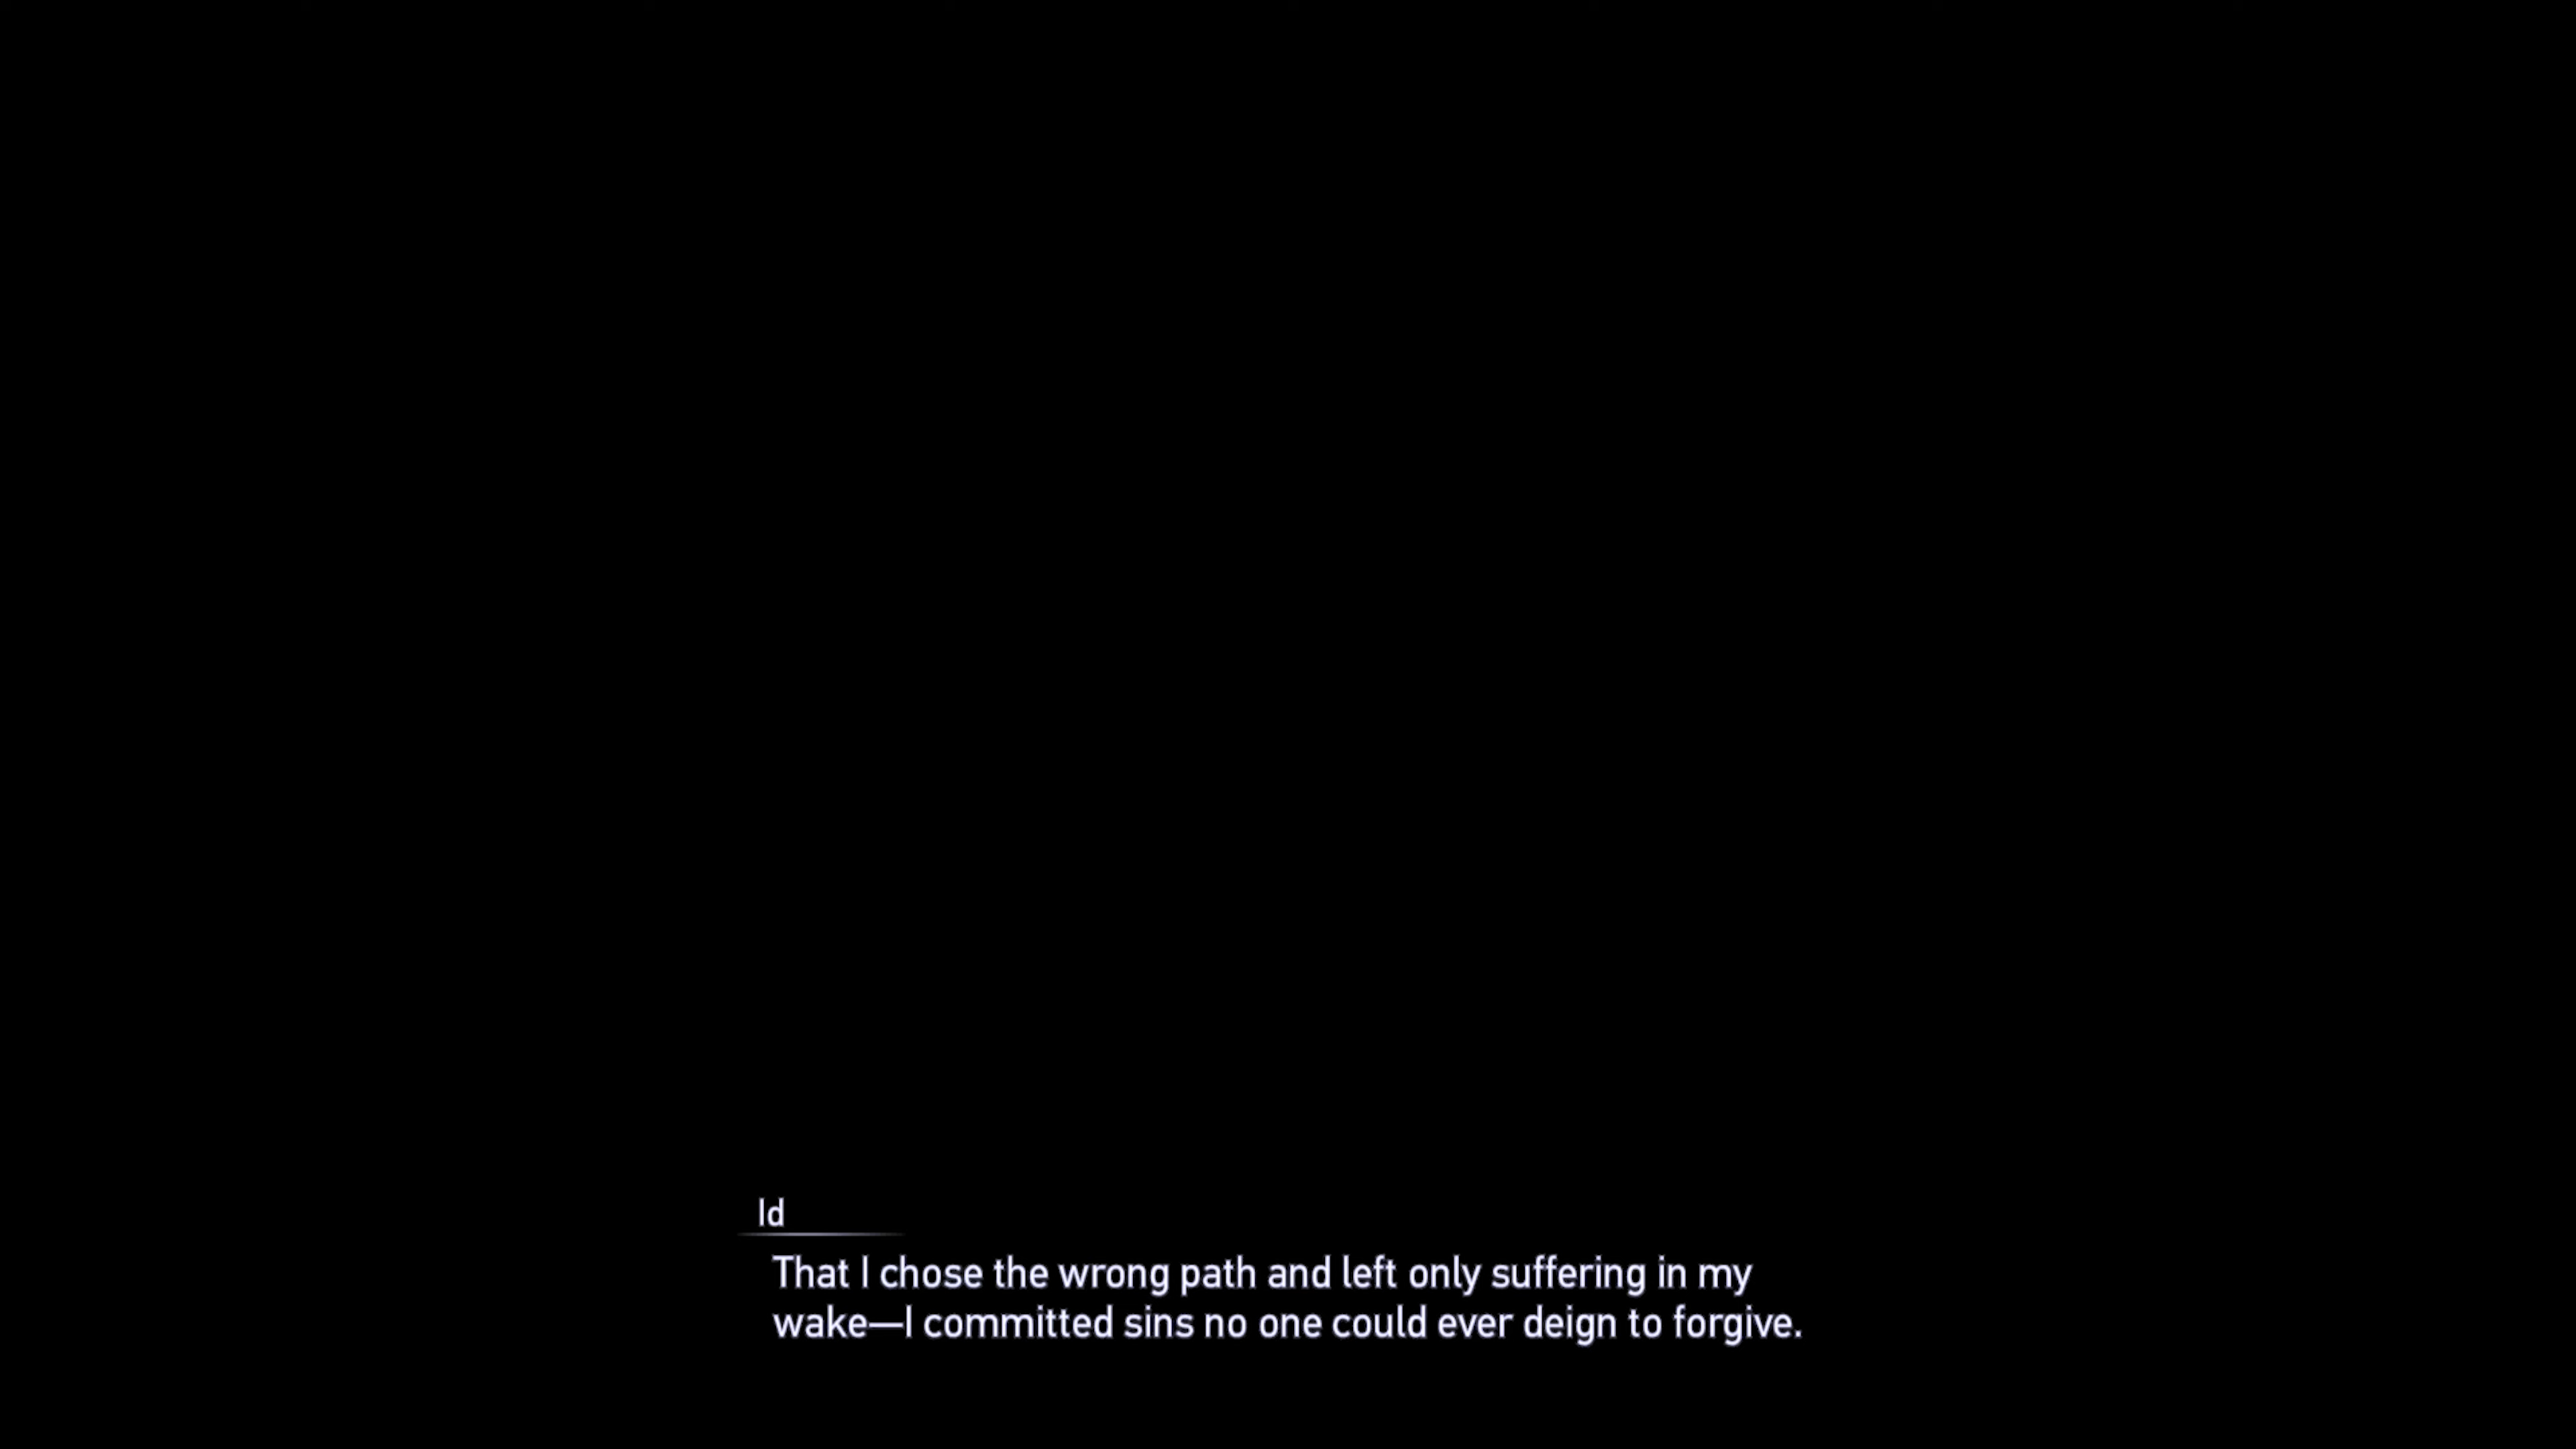 Id
That I chose the wrong path and left only suffering in my
wake—I committed sins no one could ever deign to forgive.